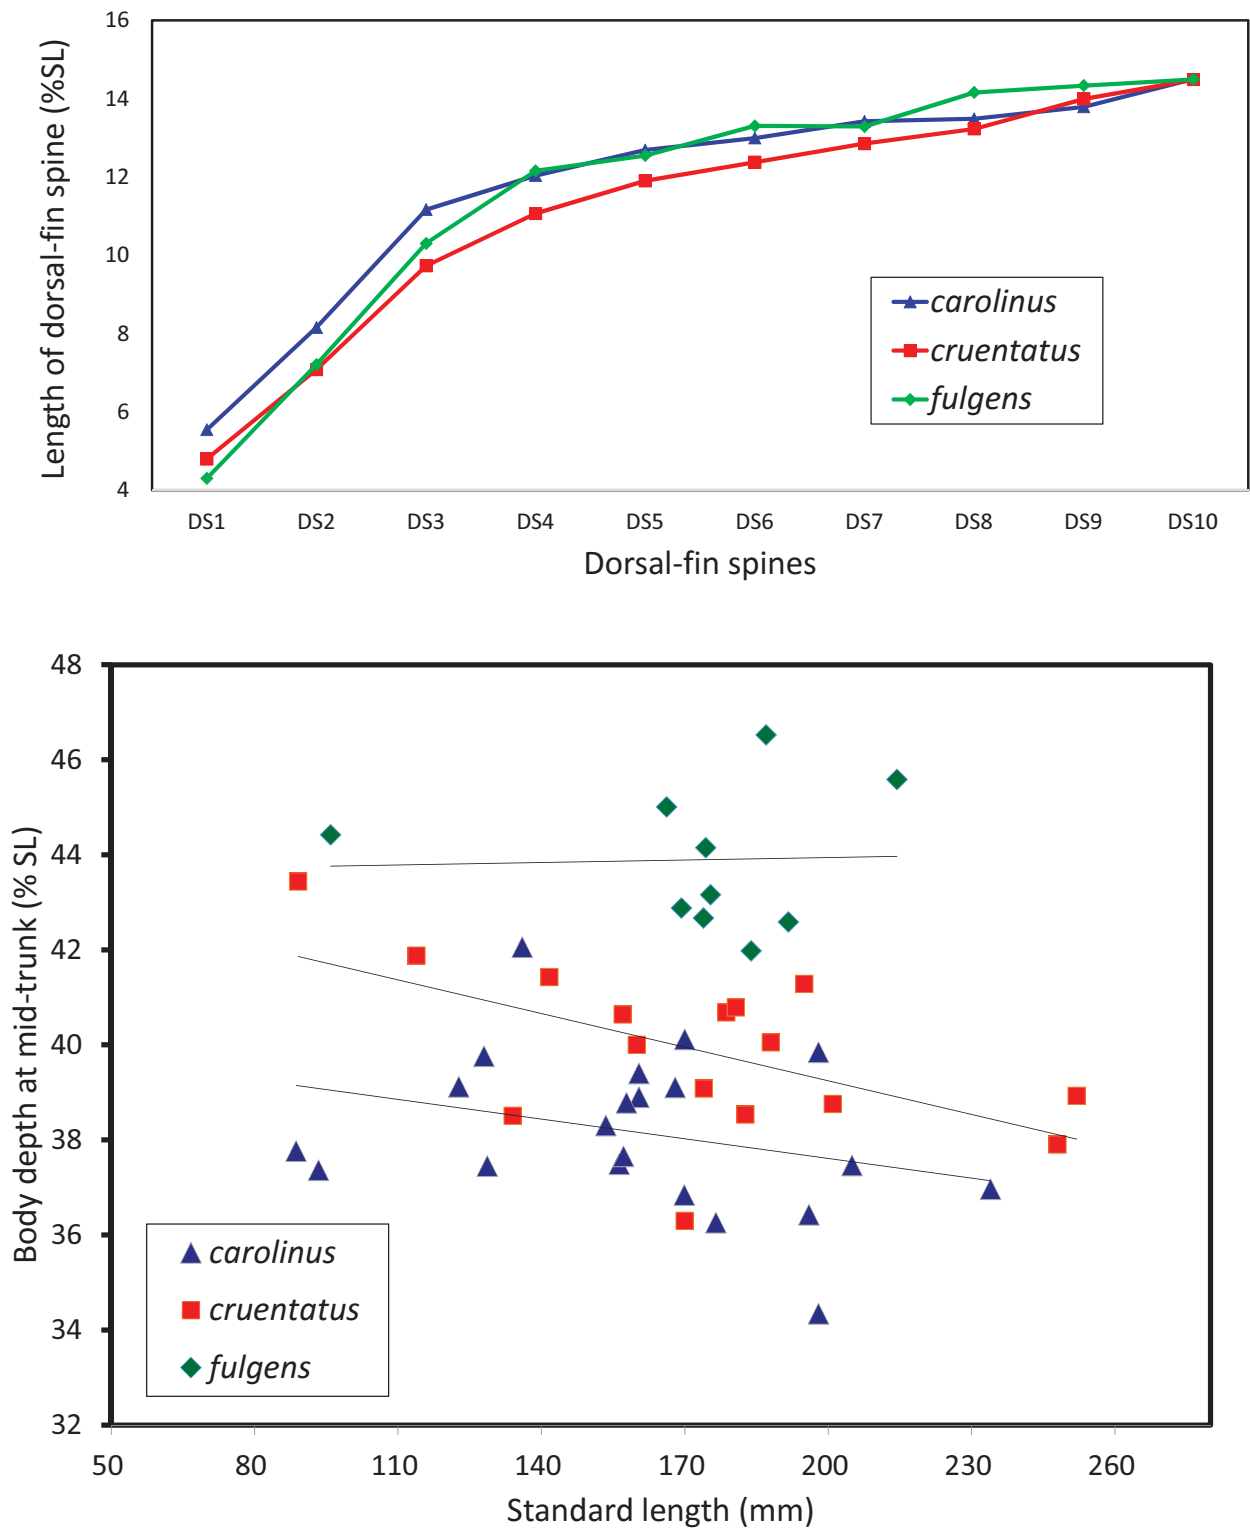 Length of dorsal-fin spine (%SL)
16
14
12
10
8
6
4
carolinus
cruentatus
fulgens
DS1 DS2 DS3 DS4 DS5 DS6 DS7 DS8 DS9 DS10
Dorsal-fin spines
Body depth at mid-trunk (% SL)
48
46
44
42
40
38
36
34
32
carolinus
cruentatus
fulgens
50 80 110 140 170 200 230 260
Standard length (mm)